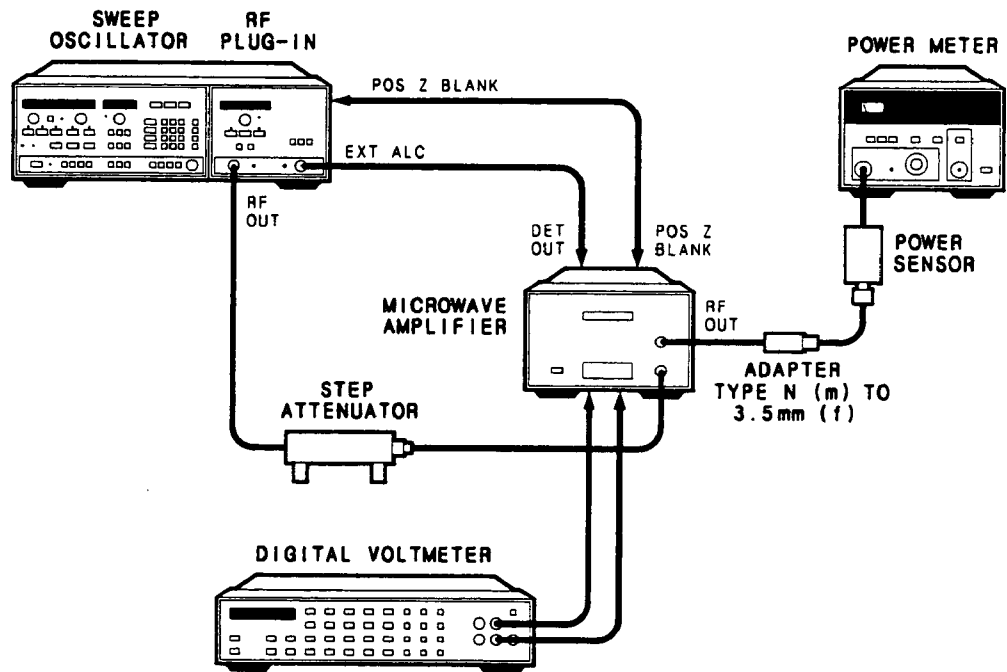 SWEEP
OSCILLATOR
RF
PLUG-IN
POWER METER
POS Z BLANK
EXT ALC
RF
OUT
DET
OUT
POS Z
BLANK
POWER
SENSOR
MICROWAVE
AMPLIFIER
RF
OUT
ADAPTER
TYPE N (m) TO
3.5mm (f)
STEP
ATTENUATOR
DIGITAL VOLTMETER